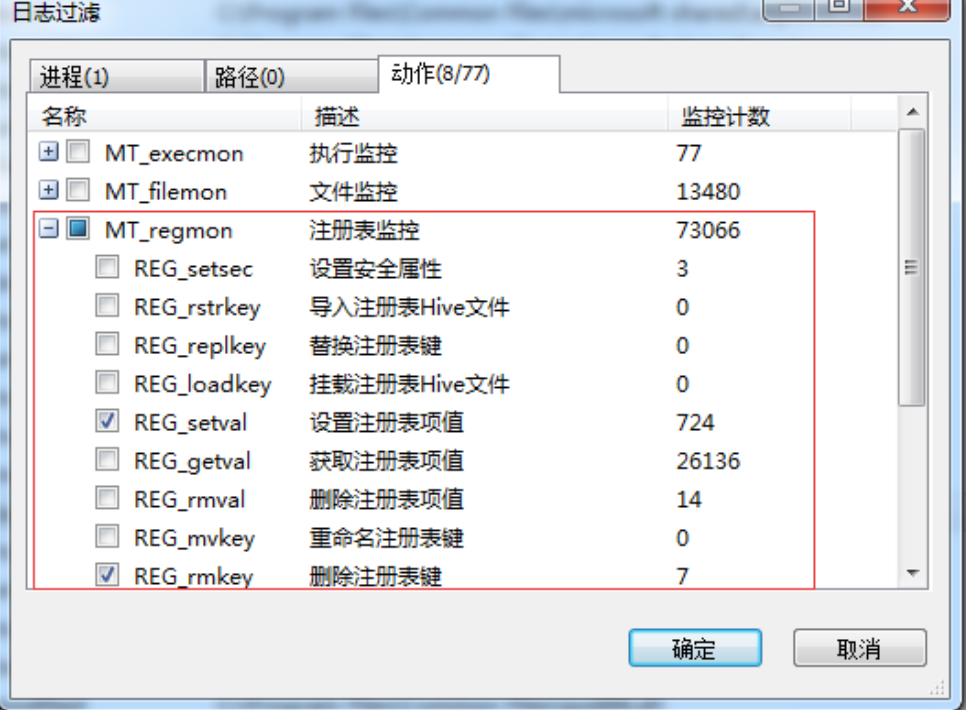 日志过滤
进程(1) 路径(0) 动作(8/77)
名称 描述 监控计数
MT_execmon 执行监控 77
MT_filemon 文件监控 13480
MT_regmon 注册表监控 73066
REG_setsec 设置安全属性 3
REG_rstrkey 导入注册表Hive文件 0
REG_replkey 替换注册表键 0
REG_loadkey 挂载注册表Hive文件 0
REG_setval 设置注册表项值 724
REG_getval 获取注册表项值 26136
REG_rmval 删除注册表项值 14
REG_mvkey 重命名注册表键 0
REG_rmkey 删除注册表键 7
确定 取消